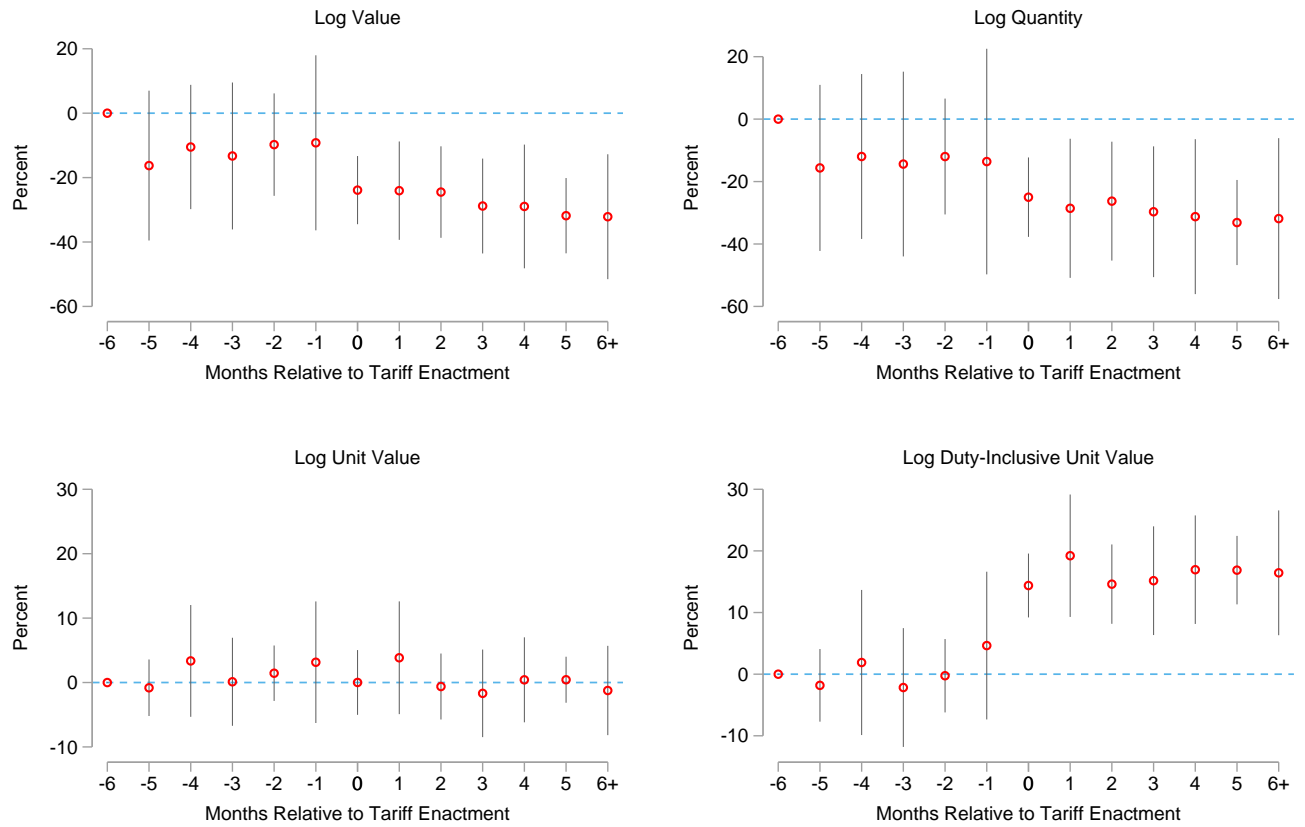 Log Value
20
0
-20
-40
-60
Percent
-6 -5 -4 -3 -2 -1 0 1 2 3 4 5 6+
Months Relative to Tariff Enactment
Log Quantity
20
0
-20
-40
-60
Percent
-6 -5 -4 -3 -2 -1 0 1 2 3 4 5 6+
Months Relative to Tariff Enactment
Log Unit Value
30
20
10
0
-10
Percent
-6 -5 -4 -3 -2 -1 0 1 2 3 4 5 6+
Months Relative to Tariff Enactment
Log Duty-Inclusive Unit Value
30
20
10
0
-10
Percent
-6 -5 -4 -3 -2 -1 0 1 2 3 4 5 6+
Months Relative to Tariff Enactment